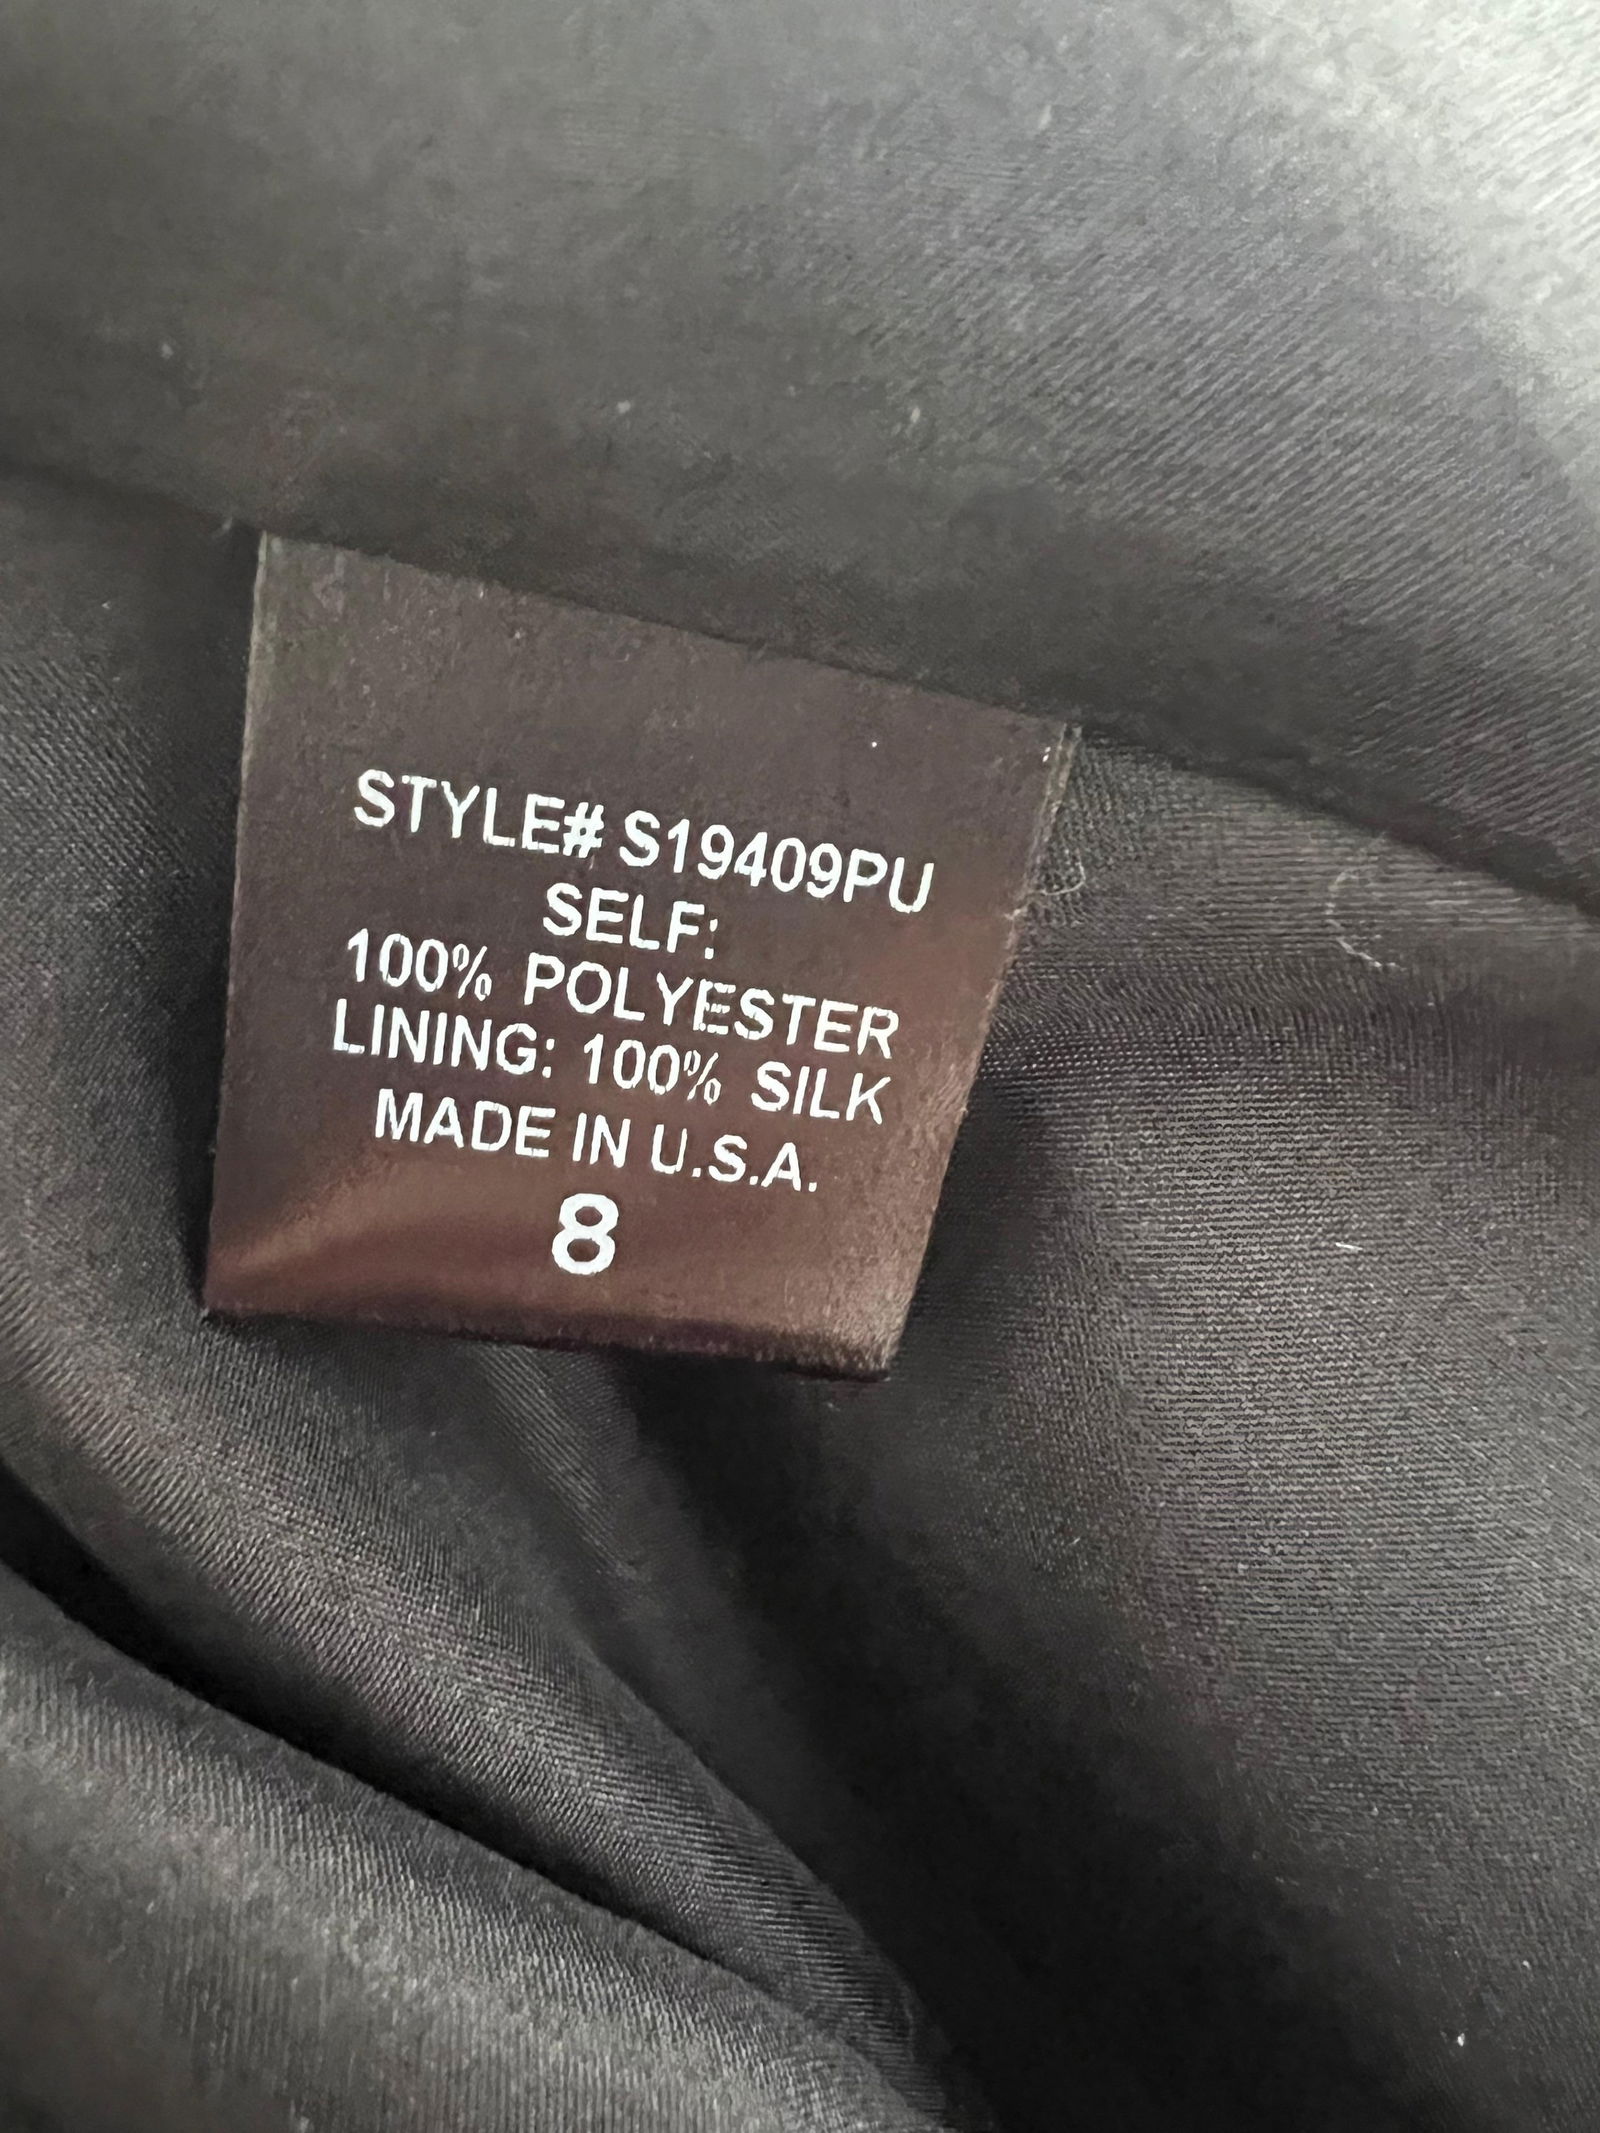 STYLE# S19409PU
SELF:
100% POLYESTER
LINING: 100% SILK
MADE IN U.S.A.
8